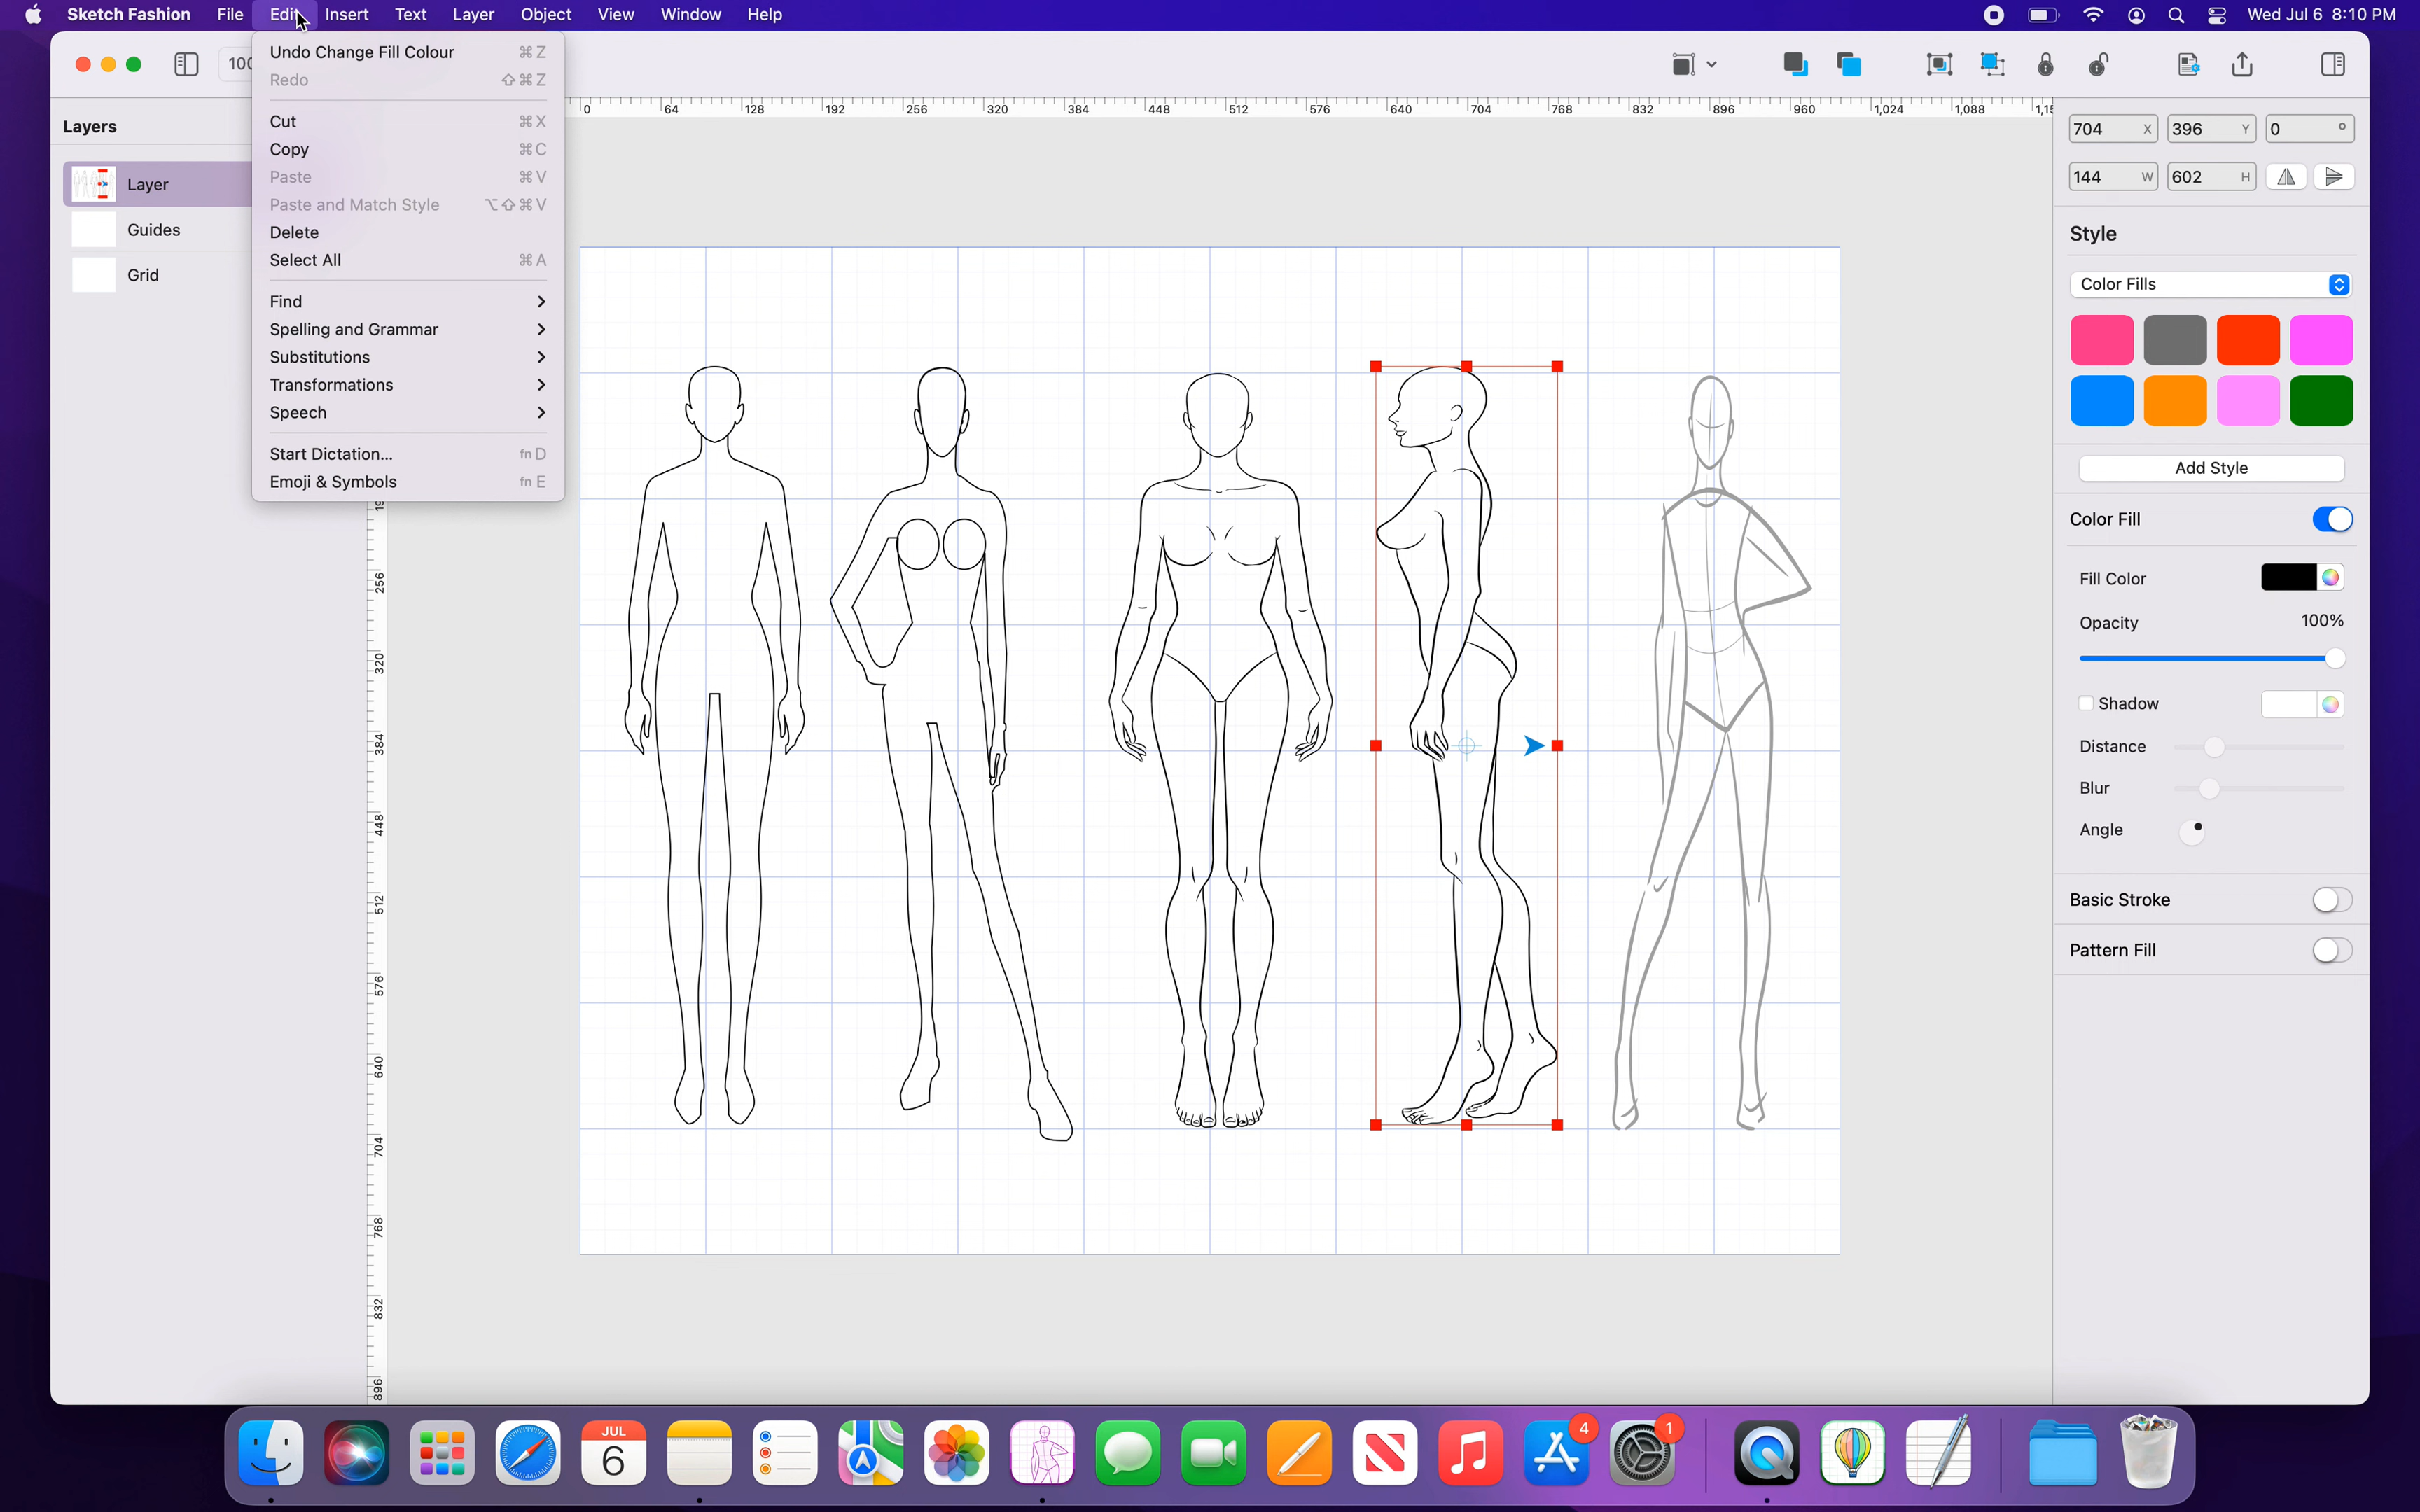 Sketch Fashion File Edit Insert Text Layer Object View Window Help Wed Jul 6 8:10 PM
Undo Change Fill Colour ⌘ Z
Redo ⇧ ⌘ Z
Cut ⌘ X
Copy ⌘ C
Paste ⌘ V
Paste and Match Style ⌥ ⇧ ⌘ V
Delete
Select All ⌘ A
Find
Spelling and Grammar
Substitutions
Transformations
Speech
Start Dictation... fn D
Emoji & Symbols fn E
Layers
Layer
Guides
Grid
0 64 128 192 256 320 384 448 512 576 640 704 768 832 896 960 1,024 1,088
256
320
384
448
512
576
640
704
768
832
896
704 X 396 Y 0 °
144 W 602 H
Style
Color Fills
Add Style
Color Fill
Fill Color
Opacity 100%
Shadow
Distance
Blur
Angle
Basic Stroke
Pattern Fill
JUL
6
4
1